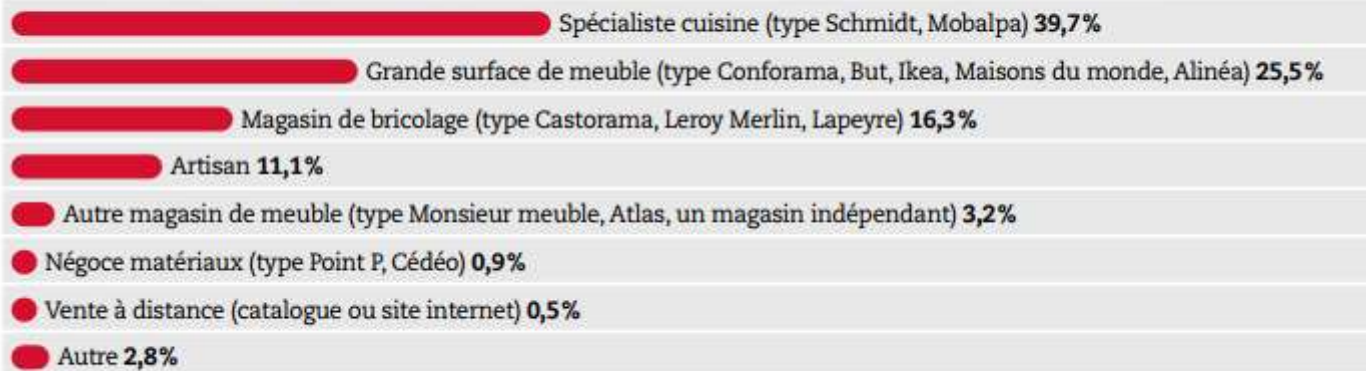 Spécialiste cuisine (type Schmidt, Mobalpa) 39,7%
Grande surface de meuble (type Conforama, But, Ikea, Maisons du monde, Alinéa) 25,5%
Magasin de bricolage (type Castorama, Leroy Merlin, Lapeyre) 16,3%
Artisan 11,1%
Autre magasin de meuble (type Monsieur meuble, Atlas, un magasin indépendant) 3,2%
Négoce matériaux (type Point P, Cédéo) 0,9%
Vente à distance (catalogue ou site internet) 0,5%
Autre 2,8%